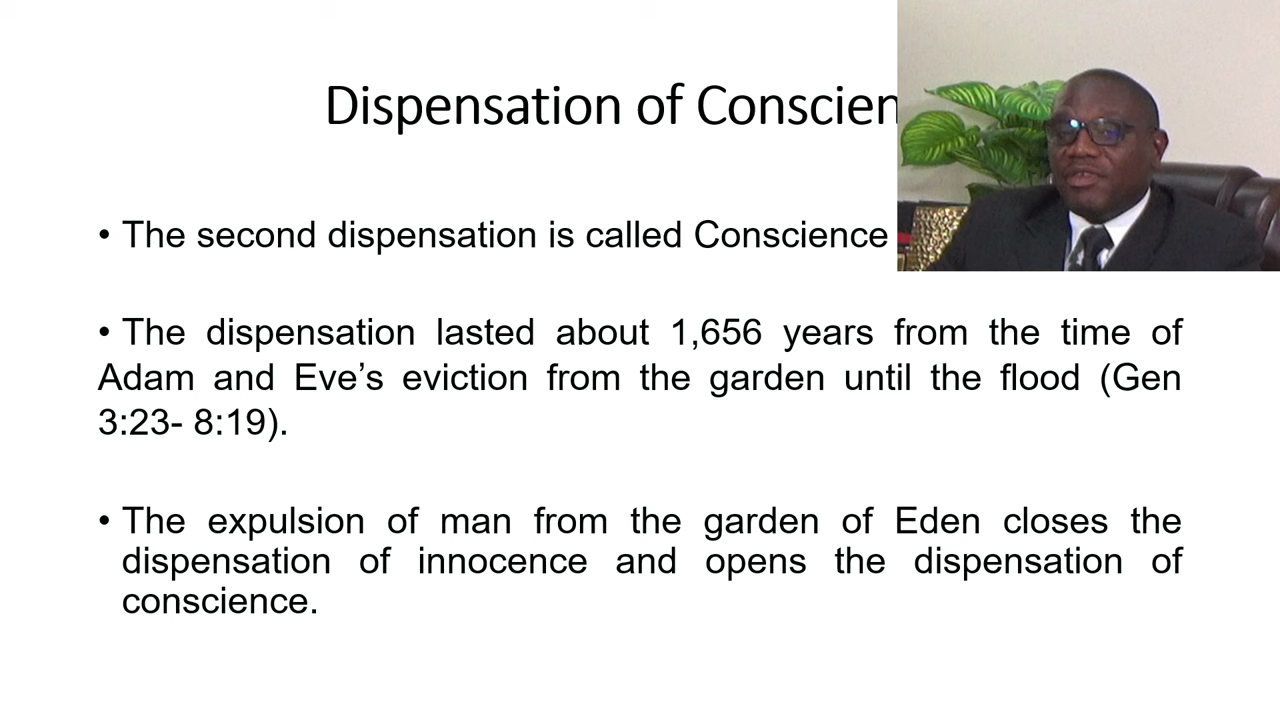 Dispensation of Conscien
• The second dispensation is called Conscience
• The dispensation lasted about 1,656 years from the time of
Adam and Eve’s eviction from the garden until the flood (Gen
3:23- 8:19).
• The expulsion of man from the garden of Eden closes the
dispensation of innocence and opens the dispensation of
conscience.